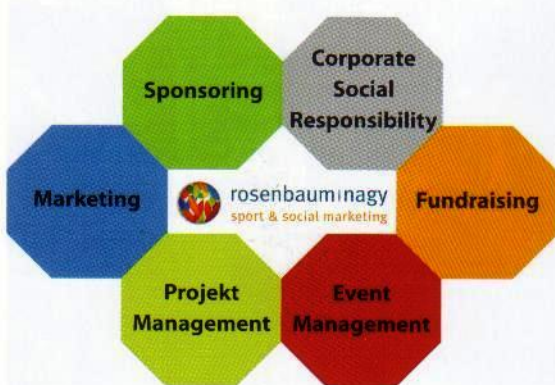 Sponsoring
Corporate
Social
Responsibility
Marketing
rosenbaum|nagy
sport & social marketing
Fundraising
Projekt
Management
Event
Management